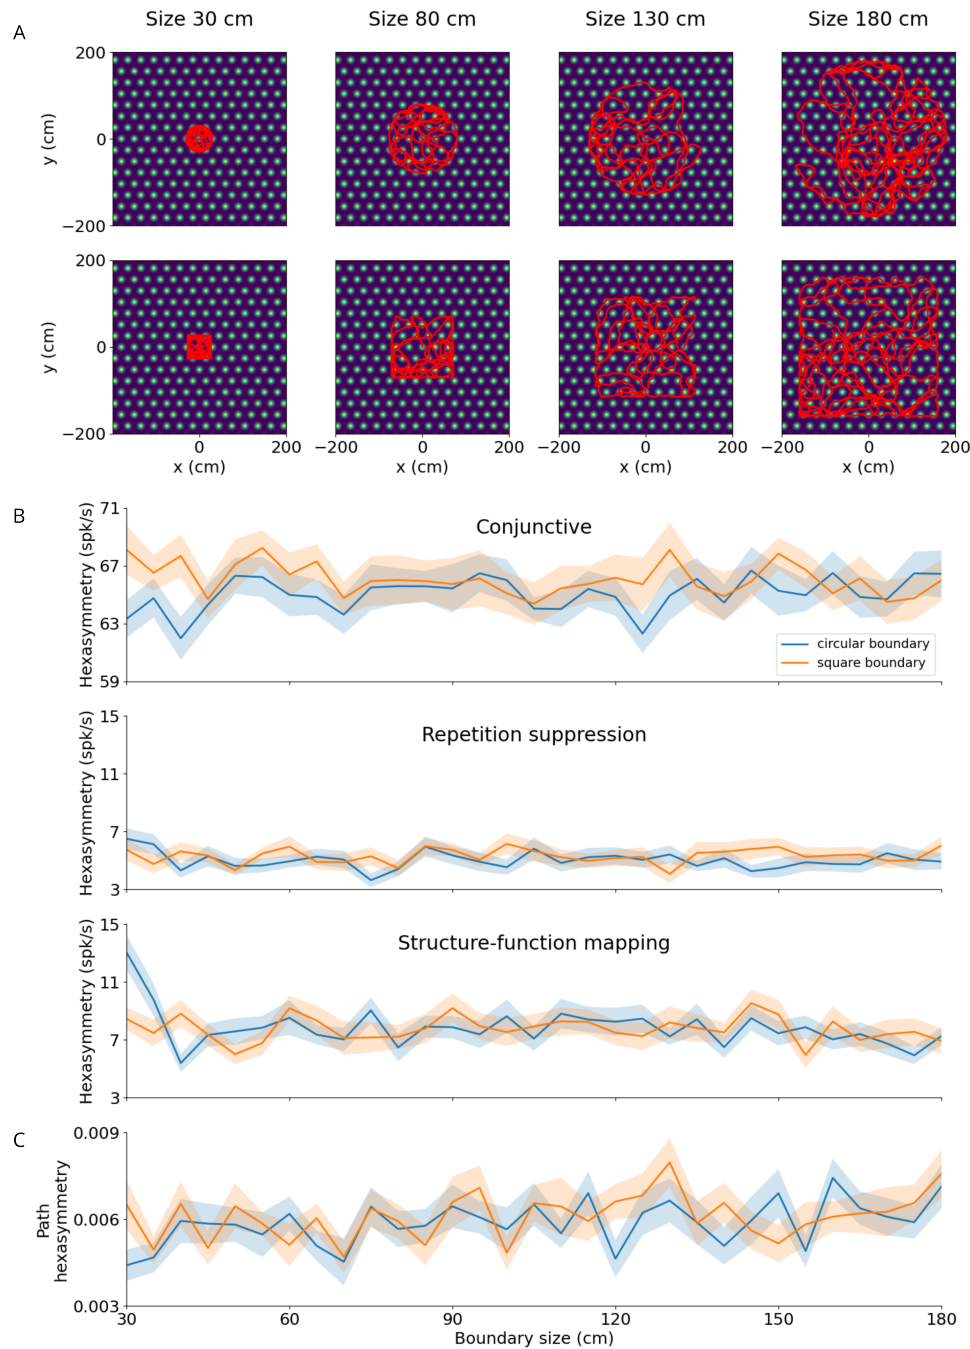 A
Size 30 cm
Size 80 cm
Size 130 cm
Size 180 cm
200
0
−200
y (cm)
200
0
−200
y (cm)
0
200
−200
0
200
−200
0
200
−200
0
200
x (cm)
x (cm)
x (cm)
x (cm)
B
Conjunctive
Hexasymmetry (spk/s)
71
67
63
59
circular boundary
square boundary
Repetition suppression
Hexasymmetry (spk/s)
15
11
7
3
Structure-function mapping
Hexasymmetry (spk/s)
15
11
7
3
C
Path
hexasymmetry
0.009
0.006
0.003
30
60
90
120
150
180
Boundary size (cm)